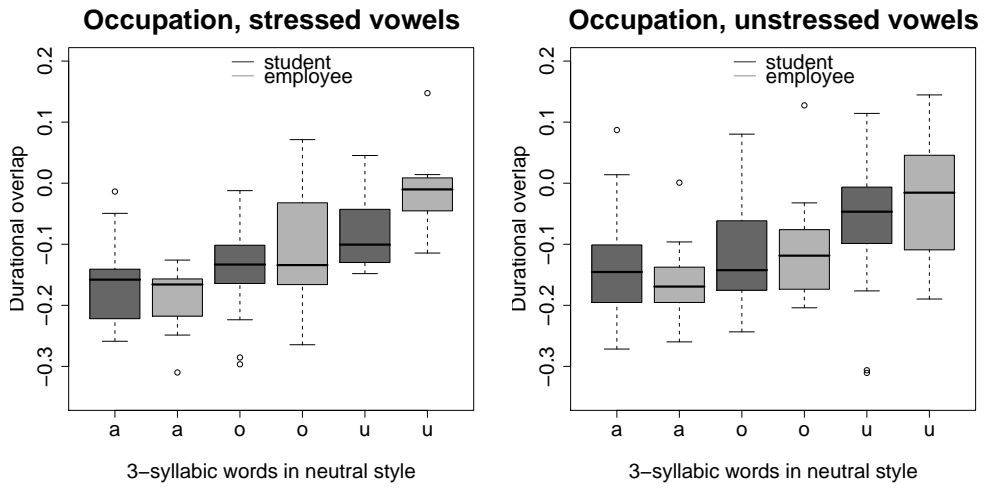 Occupation, stressed vowels
student
employee
Durational overlap
0.2
0.1
0.0
−0.1
−0.2
−0.3
a a o o u u
3−syllabic words in neutral style
Occupation, unstressed vowels
student
employee
Durational overlap
0.2
0.1
0.0
−0.1
−0.2
−0.3
a a o o u u
3−syllabic words in neutral style